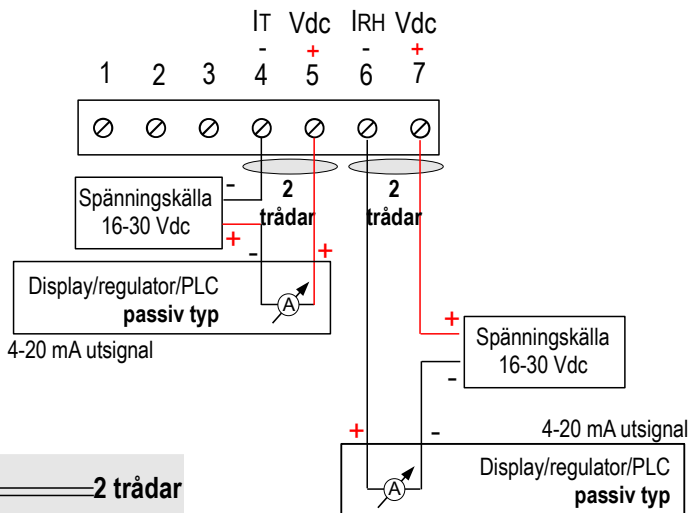 IT Vdc IRH Vdc
- + - +
1 2 3 4 5 6 7
Spänningskälla
16-30 Vdc
-
+
2
trådar
2
trådar
- +
Display/regulator/PLC
passiv typ
A
4-20 mA utsignal
+
-
Spänningskälla
16-30 Vdc
+ -
4-20 mA utsignal
Display/regulator/PLC
passiv typ
A
2 trådar